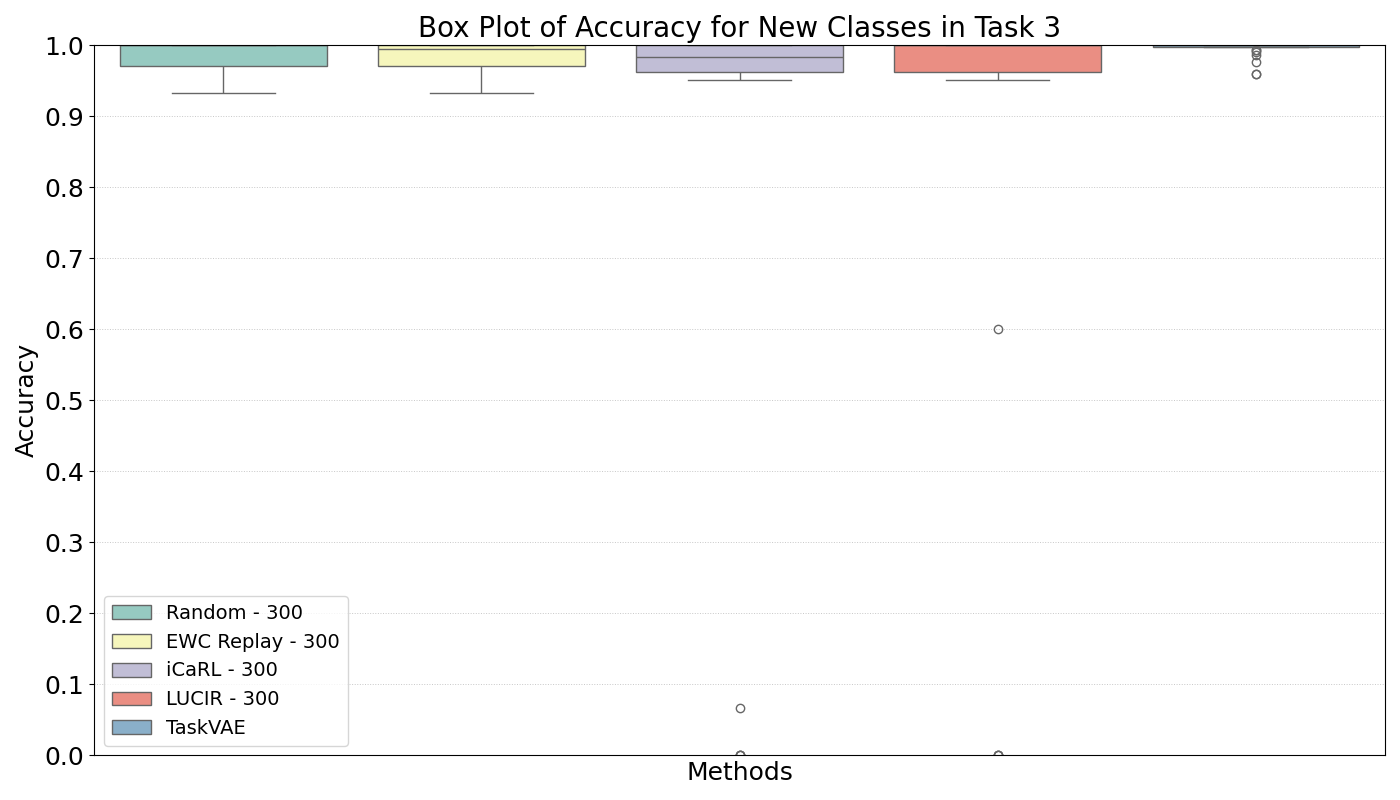 Box Plot of Accuracy for New Classes in Task 3
1.0
0.9
0.8
0.7
0.6
0.5
0.4
0.3
0.2
0.1
0.0
Accuracy
Random - 300
EWC Replay - 300
iCaRL - 300
LUCIR - 300
TaskVAE
Methods